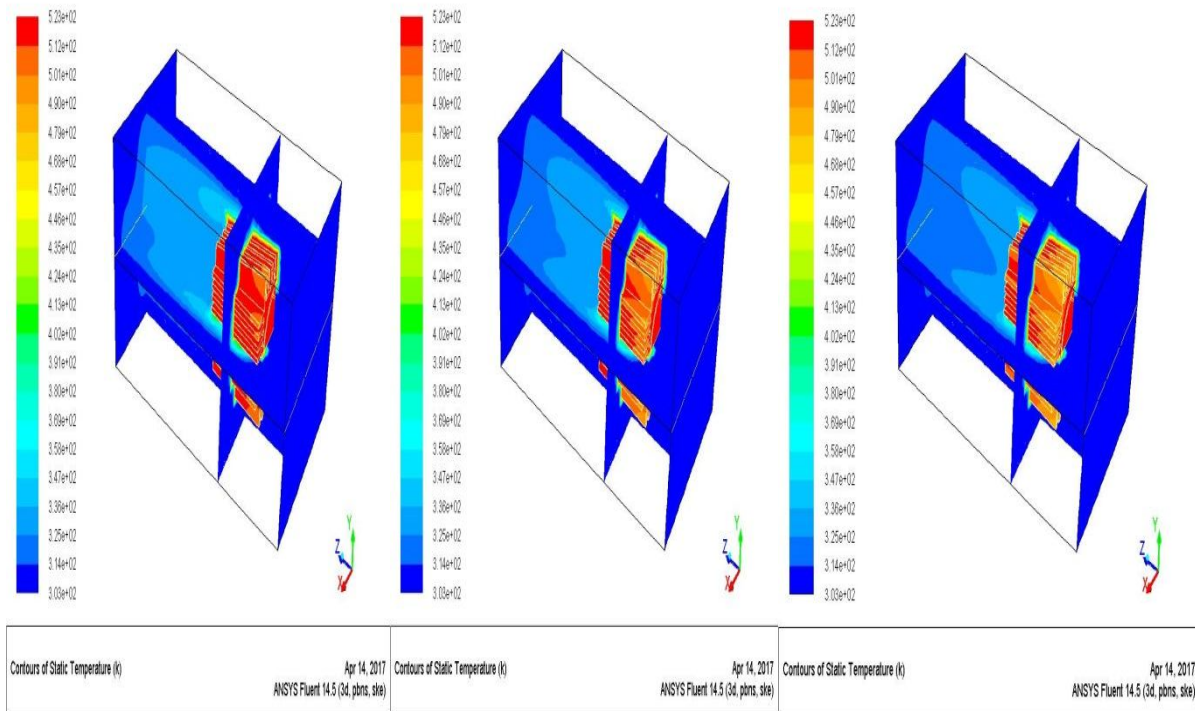 5.23e+02
5.12e+02
5.01e+02
4.90e+02
4.79e+02
4.68e+02
4.57e+02
4.46e+02
4.35e+02
4.24e+02
4.13e+02
4.02e+02
3.91e+02
3.80e+02
3.69e+02
3.58e+02
3.47e+02
3.36e+02
3.25e+02
3.14e+02
3.03e+02
Y
Z
X
Contours of Static Temperature (k)
Apr 14, 2017
ANSYS Fluent 14.5 (3d, pbns, ske)
5.23e+02
5.12e+02
5.01e+02
4.90e+02
4.79e+02
4.68e+02
4.57e+02
4.46e+02
4.35e+02
4.24e+02
4.13e+02
4.02e+02
3.91e+02
3.80e+02
3.69e+02
3.58e+02
3.47e+02
3.36e+02
3.25e+02
3.14e+02
3.03e+02
Y
Z
X
Contours of Static Temperature (k)
Apr 14, 2017
ANSYS Fluent 14.5 (3d, pbns, ske)
5.23e+02
5.12e+02
5.01e+02
4.90e+02
4.79e+02
4.68e+02
4.57e+02
4.46e+02
4.35e+02
4.24e+02
4.13e+02
4.02e+02
3.91e+02
3.80e+02
3.69e+02
3.58e+02
3.47e+02
3.36e+02
3.25e+02
3.14e+02
3.03e+02
Y
Z
X
Contours of Static Temperature (k)
Apr 14, 2017
ANSYS Fluent 14.5 (3d, pbns, ske)